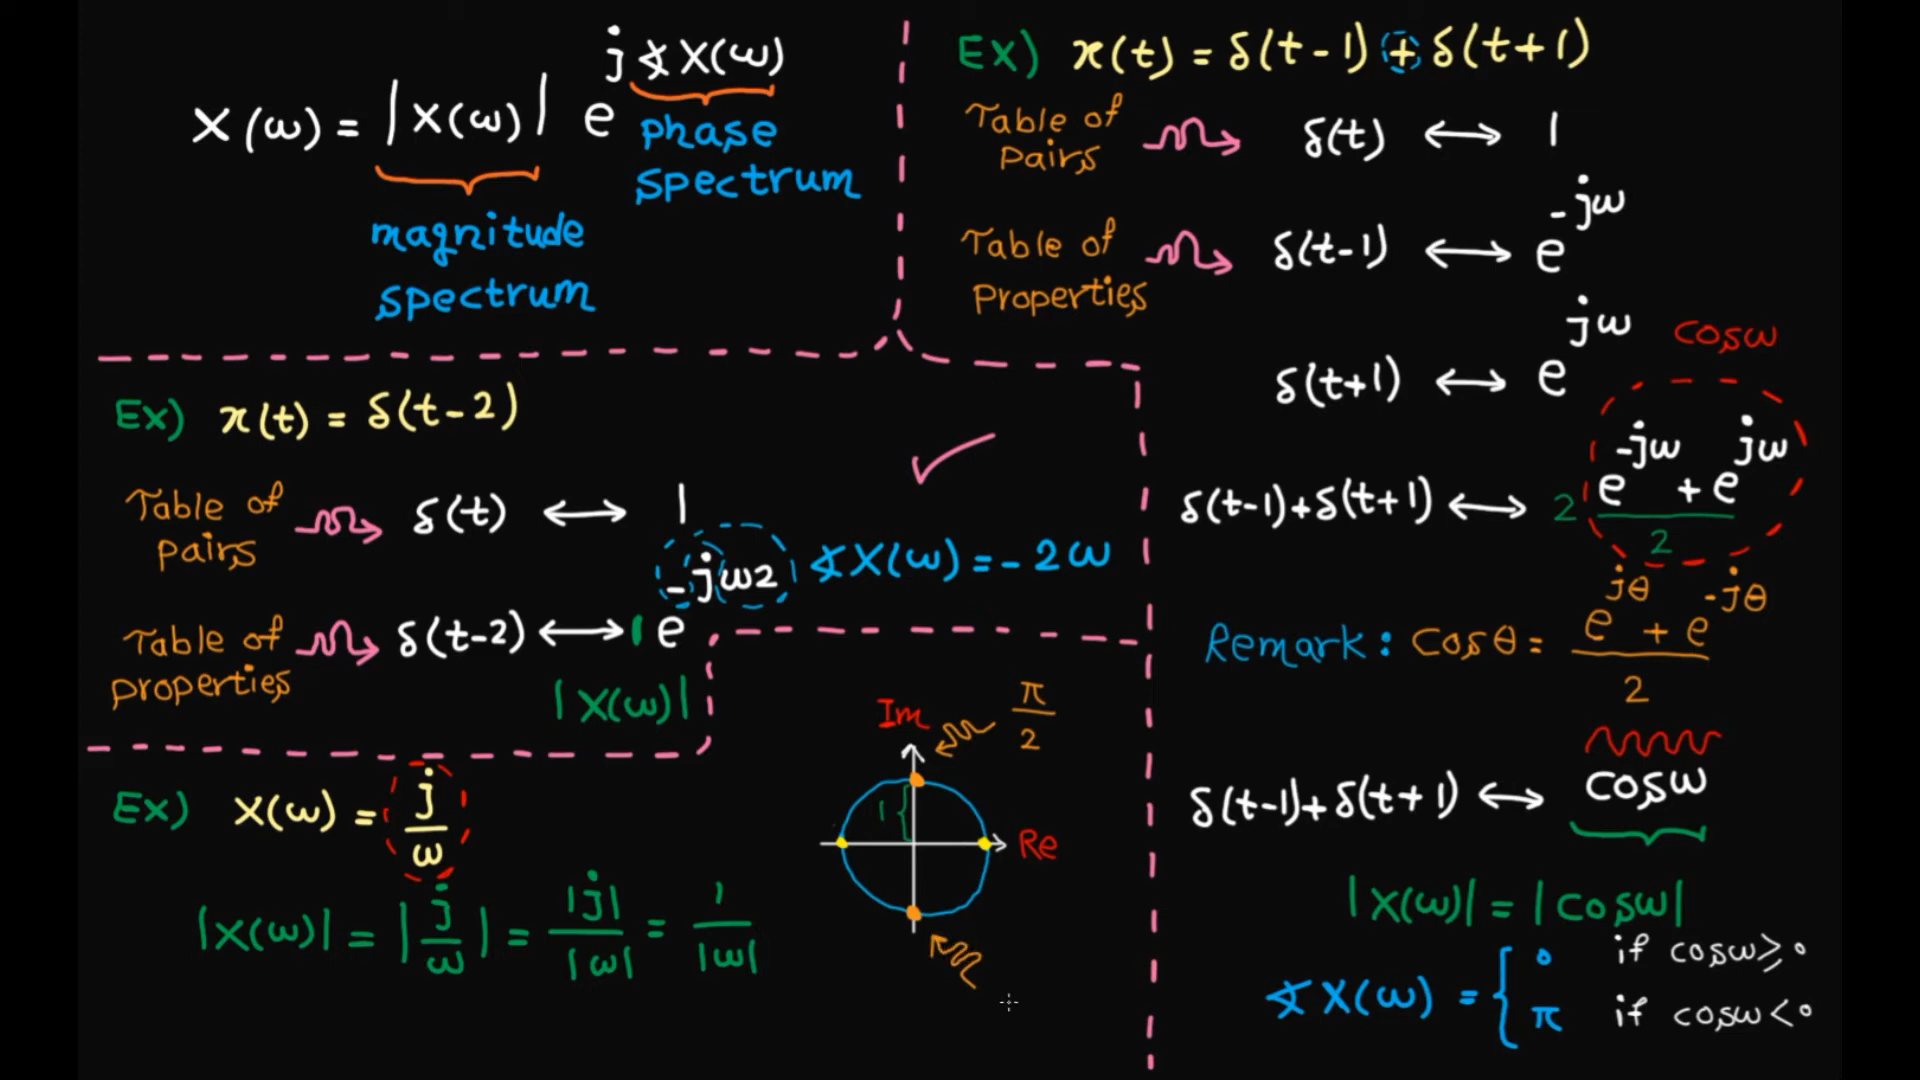 X(ω) = |X(ω)| e^{j∢X(ω)}
phase
spectrum
magnitude
spectrum
EX) x(t) = δ(t-1) + δ(t+1)
Table of
pairs
δ(t) ↔ 1
Table of
properties
δ(t-1) ↔ e^{-jω}
δ(t+1) ↔ e^{jω}
cosω
δ(t-1)+δ(t+1) ↔ 2 (e^{-jω} + e^{jω})/2
Remark: cosθ = (e^{jθ} + e^{-jθ})/2
δ(t-1)+δ(t+1) ↔ cosω
|X(ω)| = |cosω|
∢X(ω) = { 0 if cosω≥0
π if cosω<0
EX) x(t) = δ(t-2)
Table of
pairs
δ(t) ↔ 1
∢X(ω) = -2ω
Table of
properties
δ(t-2) ↔ 1 e^{-jω2}
|X(ω)|
EX) X(ω) = j/ω
|X(ω)| = |j/ω| = |j|/|ω| = 1/|ω|
Im
π/2
1
Re